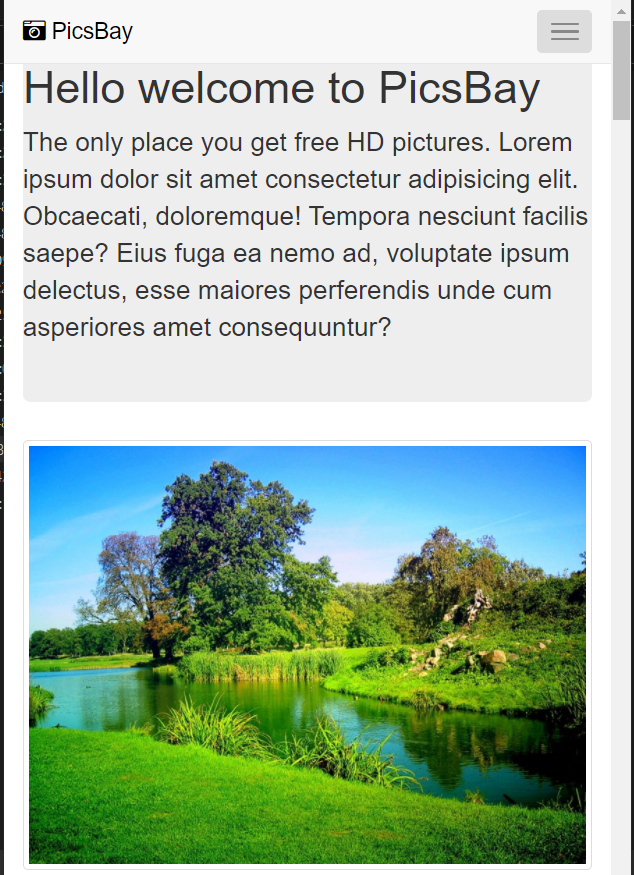 PicsBay
Hello welcome to PicsBay
The only place you get free HD pictures. Lorem
ipsum dolor sit amet consectetur adipisicing elit.
Obcaecati, doloremque! Tempora nesciunt facilis
saepe? Eius fuga ea nemo ad, voluptate ipsum
delectus, esse maiores perferendis unde cum
asperiores amet consequuntur?